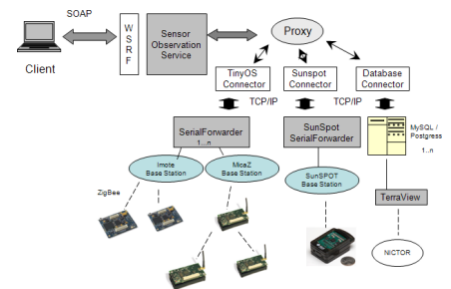 SOAP
Client
W
S
R
F
Sensor
Observation
Service
Proxy
TinyOS
Connector
Sunspot
Connector
Database
Connector
TCP/IP
TCP/IP
SerialForwarder
1...n
SunSpot
SerialForwarder
MySQL /
Postgress
1..n
Imote
Base Station
MicaZ
Base Station
SunSPOT
Base Station
ZigBee
TerraView
NICTOR